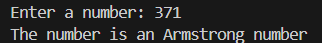 Enter a number: 371
The number is an Armstrong number